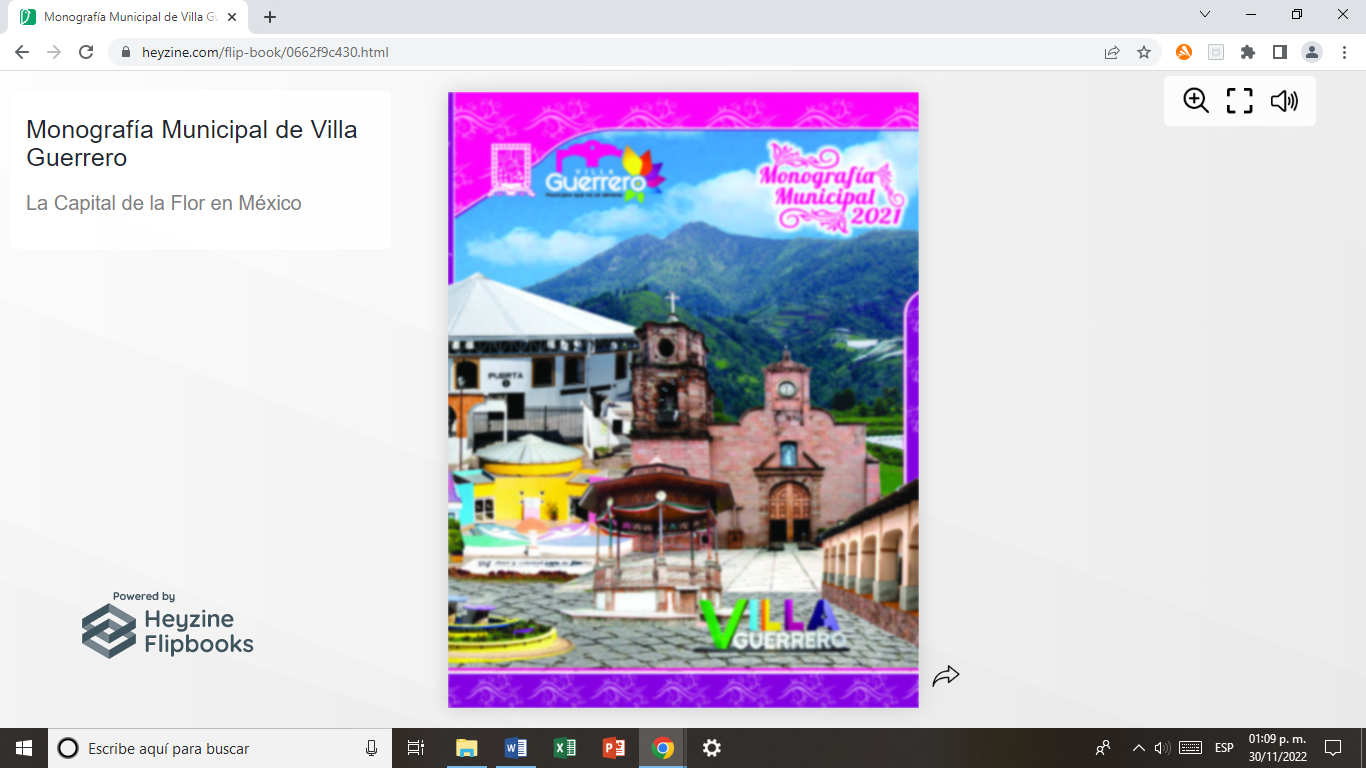 Monografía Municipal de Villa Gu
heyzine.com/flip-book/0662f9c430.html
Monografía Municipal de Villa
Guerrero
La Capital de la Flor en México
VILLA
Guerrero
Monografía
Municipal
2021
PUERTA
VILLA
GUERRERO
Powered by
Heyzine
Flipbooks
Escribe aquí para buscar
ESP
01:09 p. m.
30/11/2022